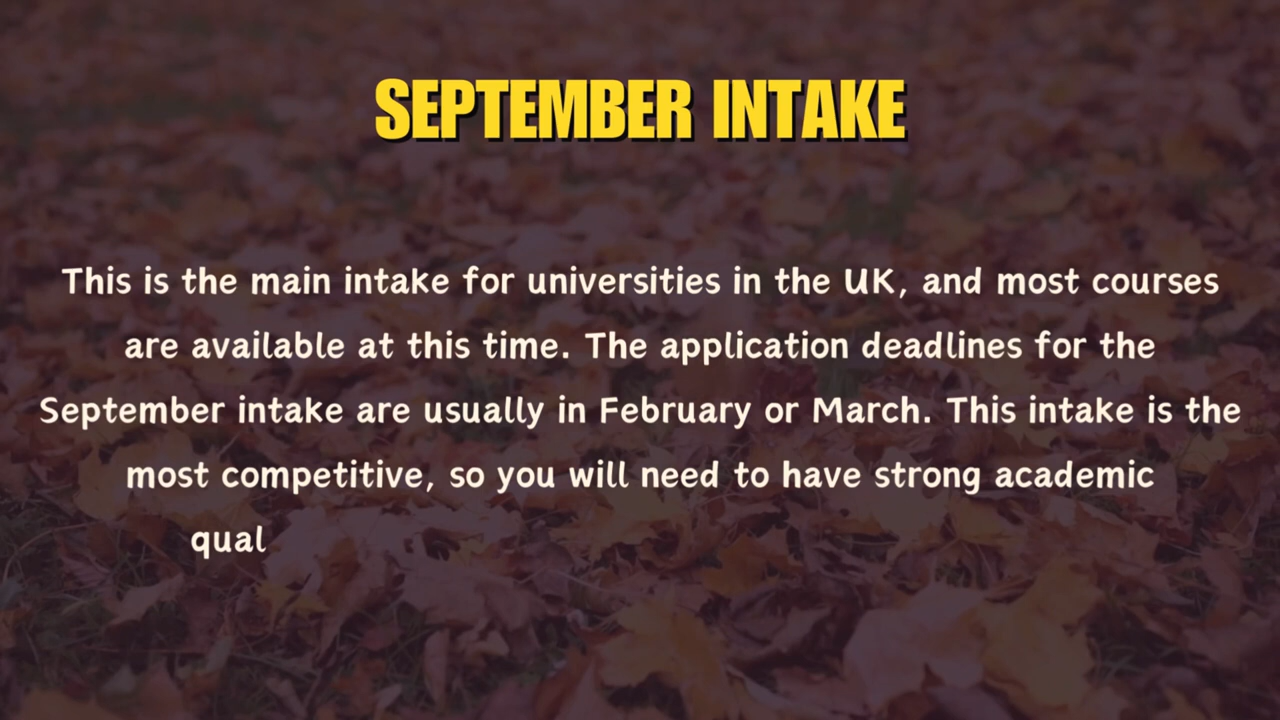 SEPTEMBER INTAKE
This is the main intake for universities in the UK, and most courses
are available at this time. The application deadlines for the
September intake are usually in February or March. This intake is the
most competitive, so you will need to have strong academic
qual